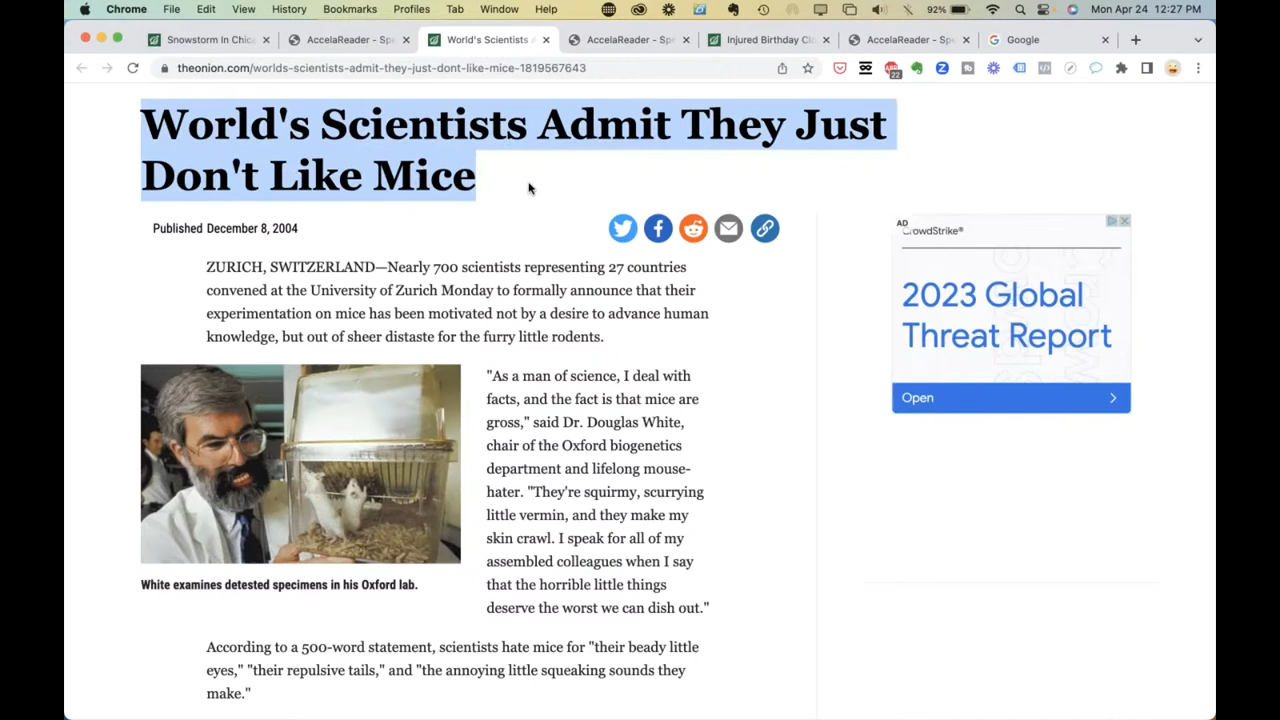 Chrome File Edit View History Bookmarks Profiles Tab Window Help 92% Mon Apr 24 12:27 PM
Snowstorm In Chic AccelaReader - Spe World's Scientists A AccelaReader - Sp Injured Birthday Cl AccelaReader - Sp Google
theonion.com/worlds-scientists-admit-they-just-dont-like-mice-1819567643
22
World's Scientists Admit They Just
Don't Like Mice
Published December 8, 2004
ZURICH, SWITZERLAND—Nearly 700 scientists representing 27 countries
convened at the University of Zurich Monday to formally announce that their
experimentation on mice has been motivated not by a desire to advance human
knowledge, but out of sheer distaste for the furry little rodents.
"As a man of science, I deal with
facts, and the fact is that mice are
gross," said Dr. Douglas White,
chair of the Oxford biogenetics
department and lifelong mouse-
hater. "They're squirmy, scurrying
little vermin, and they make my
skin crawl. I speak for all of my
assembled colleagues when I say
that the horrible little things
deserve the worst we can dish out."
White examines detested specimens in his Oxford lab.
According to a 500-word statement, scientists hate mice for "their beady little
eyes," "their repulsive tails," and "the annoying little squeaking sounds they
make."
AD
CrowdStrike®
2023 Global
Threat Report
Open